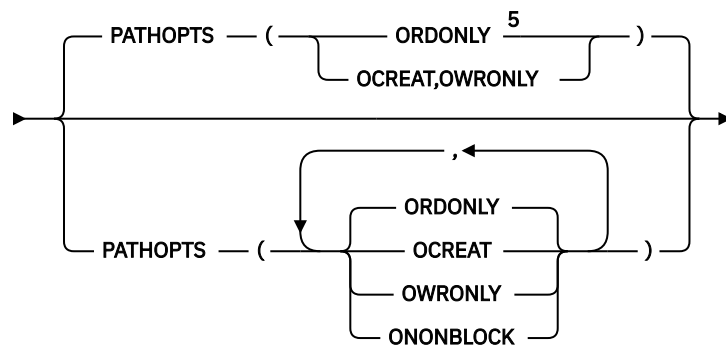 PATHOPTS ( ORDONLY 5 )
OCREAT,OWRONLY
,
ORDONLY
PATHOPTS ( OCREAT )
OWRONLY
ONONBLOCK